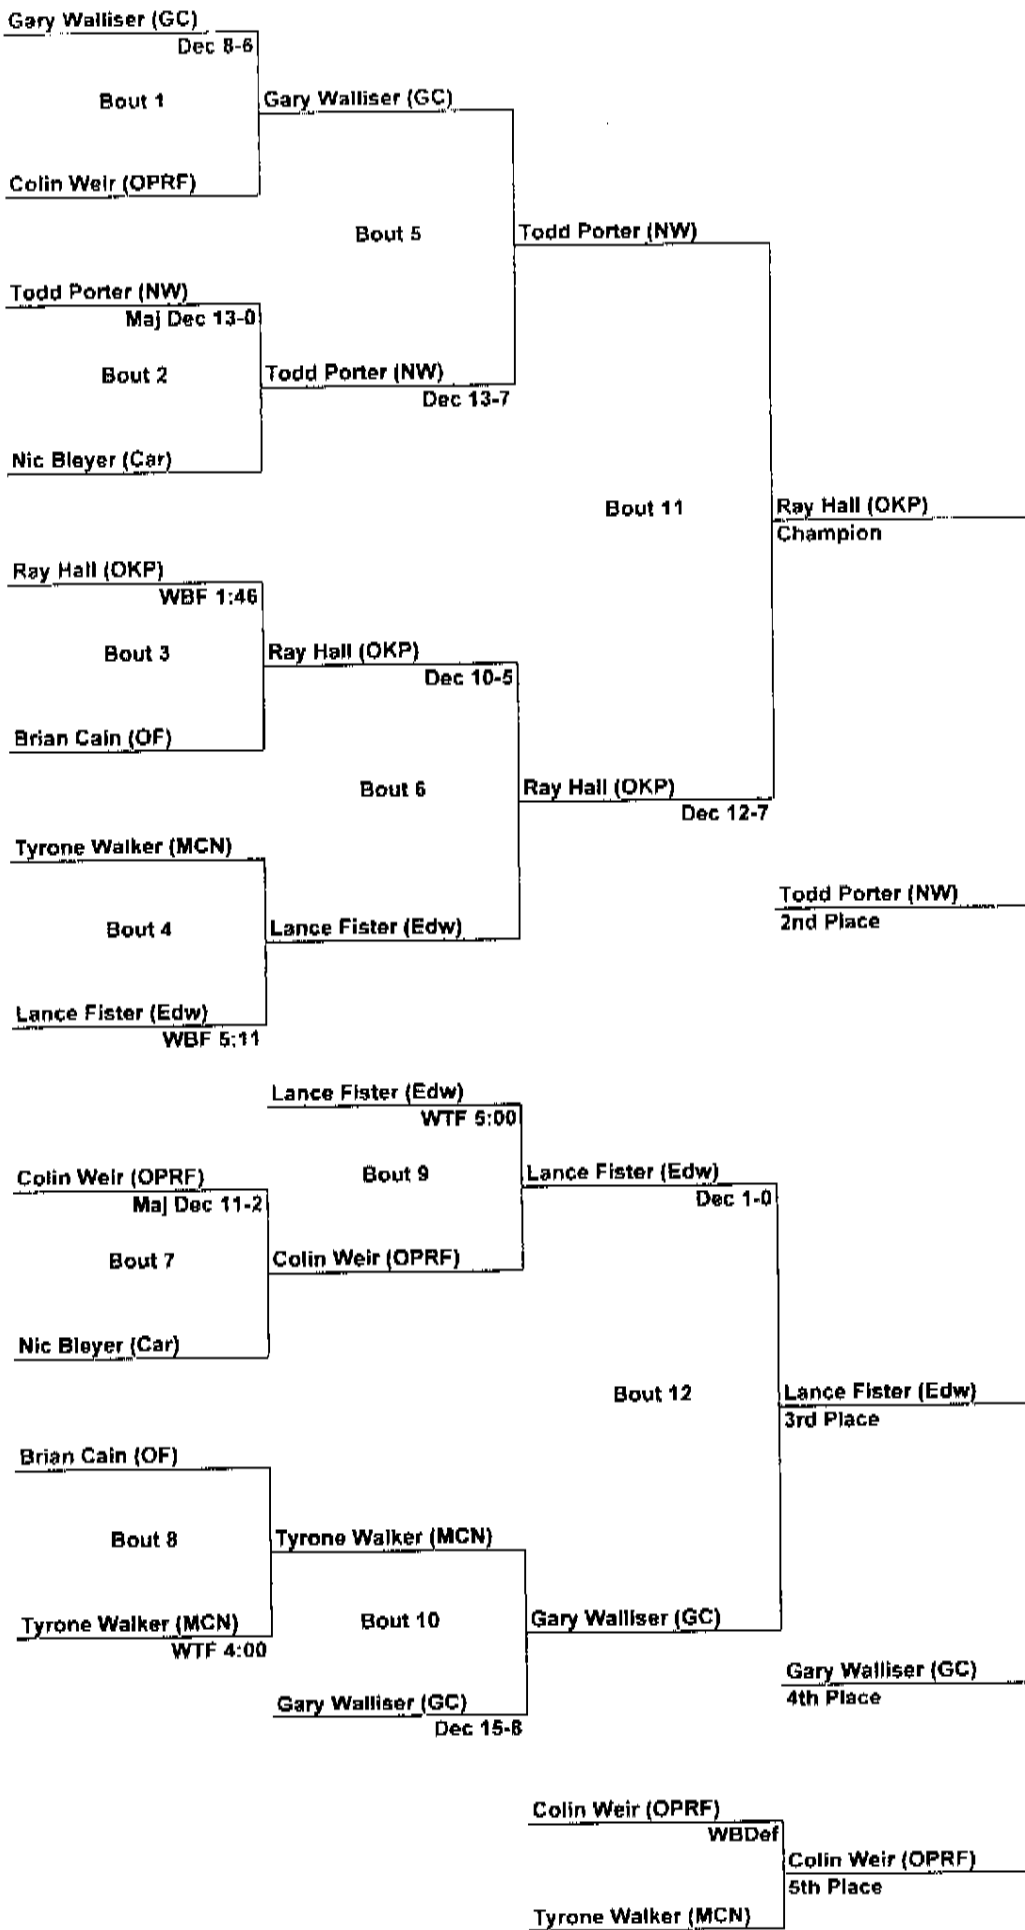 Gary Walliser (GC)
Dec 8-6
Bout 1
Gary Walliser (GC)
Colin Weir (OPRF)
Bout 5
Todd Porter (NW)
Todd Porter (NW)
Maj Dec 13-0
Bout 2
Todd Porter (NW)
Dec 13-7
Nic Bleyer (Car)
Bout 11
Ray Hall (OKP)
Champion
Ray Hall (OKP)
WBF 1:46
Bout 3
Ray Hall (OKP)
Dec 10-5
Brian Cain (OF)
Bout 6
Ray Hall (OKP)
Dec 12-7
Tyrone Walker (MCN)
Bout 4
Lance Fister (Edw)
Todd Porter (NW)
2nd Place
Lance Fister (Edw)
WBF 5:11
Lance Fister (Edw)
WTF 5:00
Bout 9
Lance Fister (Edw)
Dec 1-0
Colin Weir (OPRF)
Maj Dec 11-2
Bout 7
Colin Weir (OPRF)
Nic Bleyer (Car)
Bout 12
Lance Fister (Edw)
3rd Place
Brian Cain (OF)
Bout 8
Tyrone Walker (MCN)
Tyrone Walker (MCN)
WTF 4:00
Bout 10
Gary Walliser (GC)
Gary Walliser (GC)
Dec 15-8
Gary Walliser (GC)
4th Place
Colin Weir (OPRF)
WBDef
Colin Weir (OPRF)
5th Place
Tyrone Walker (MCN)